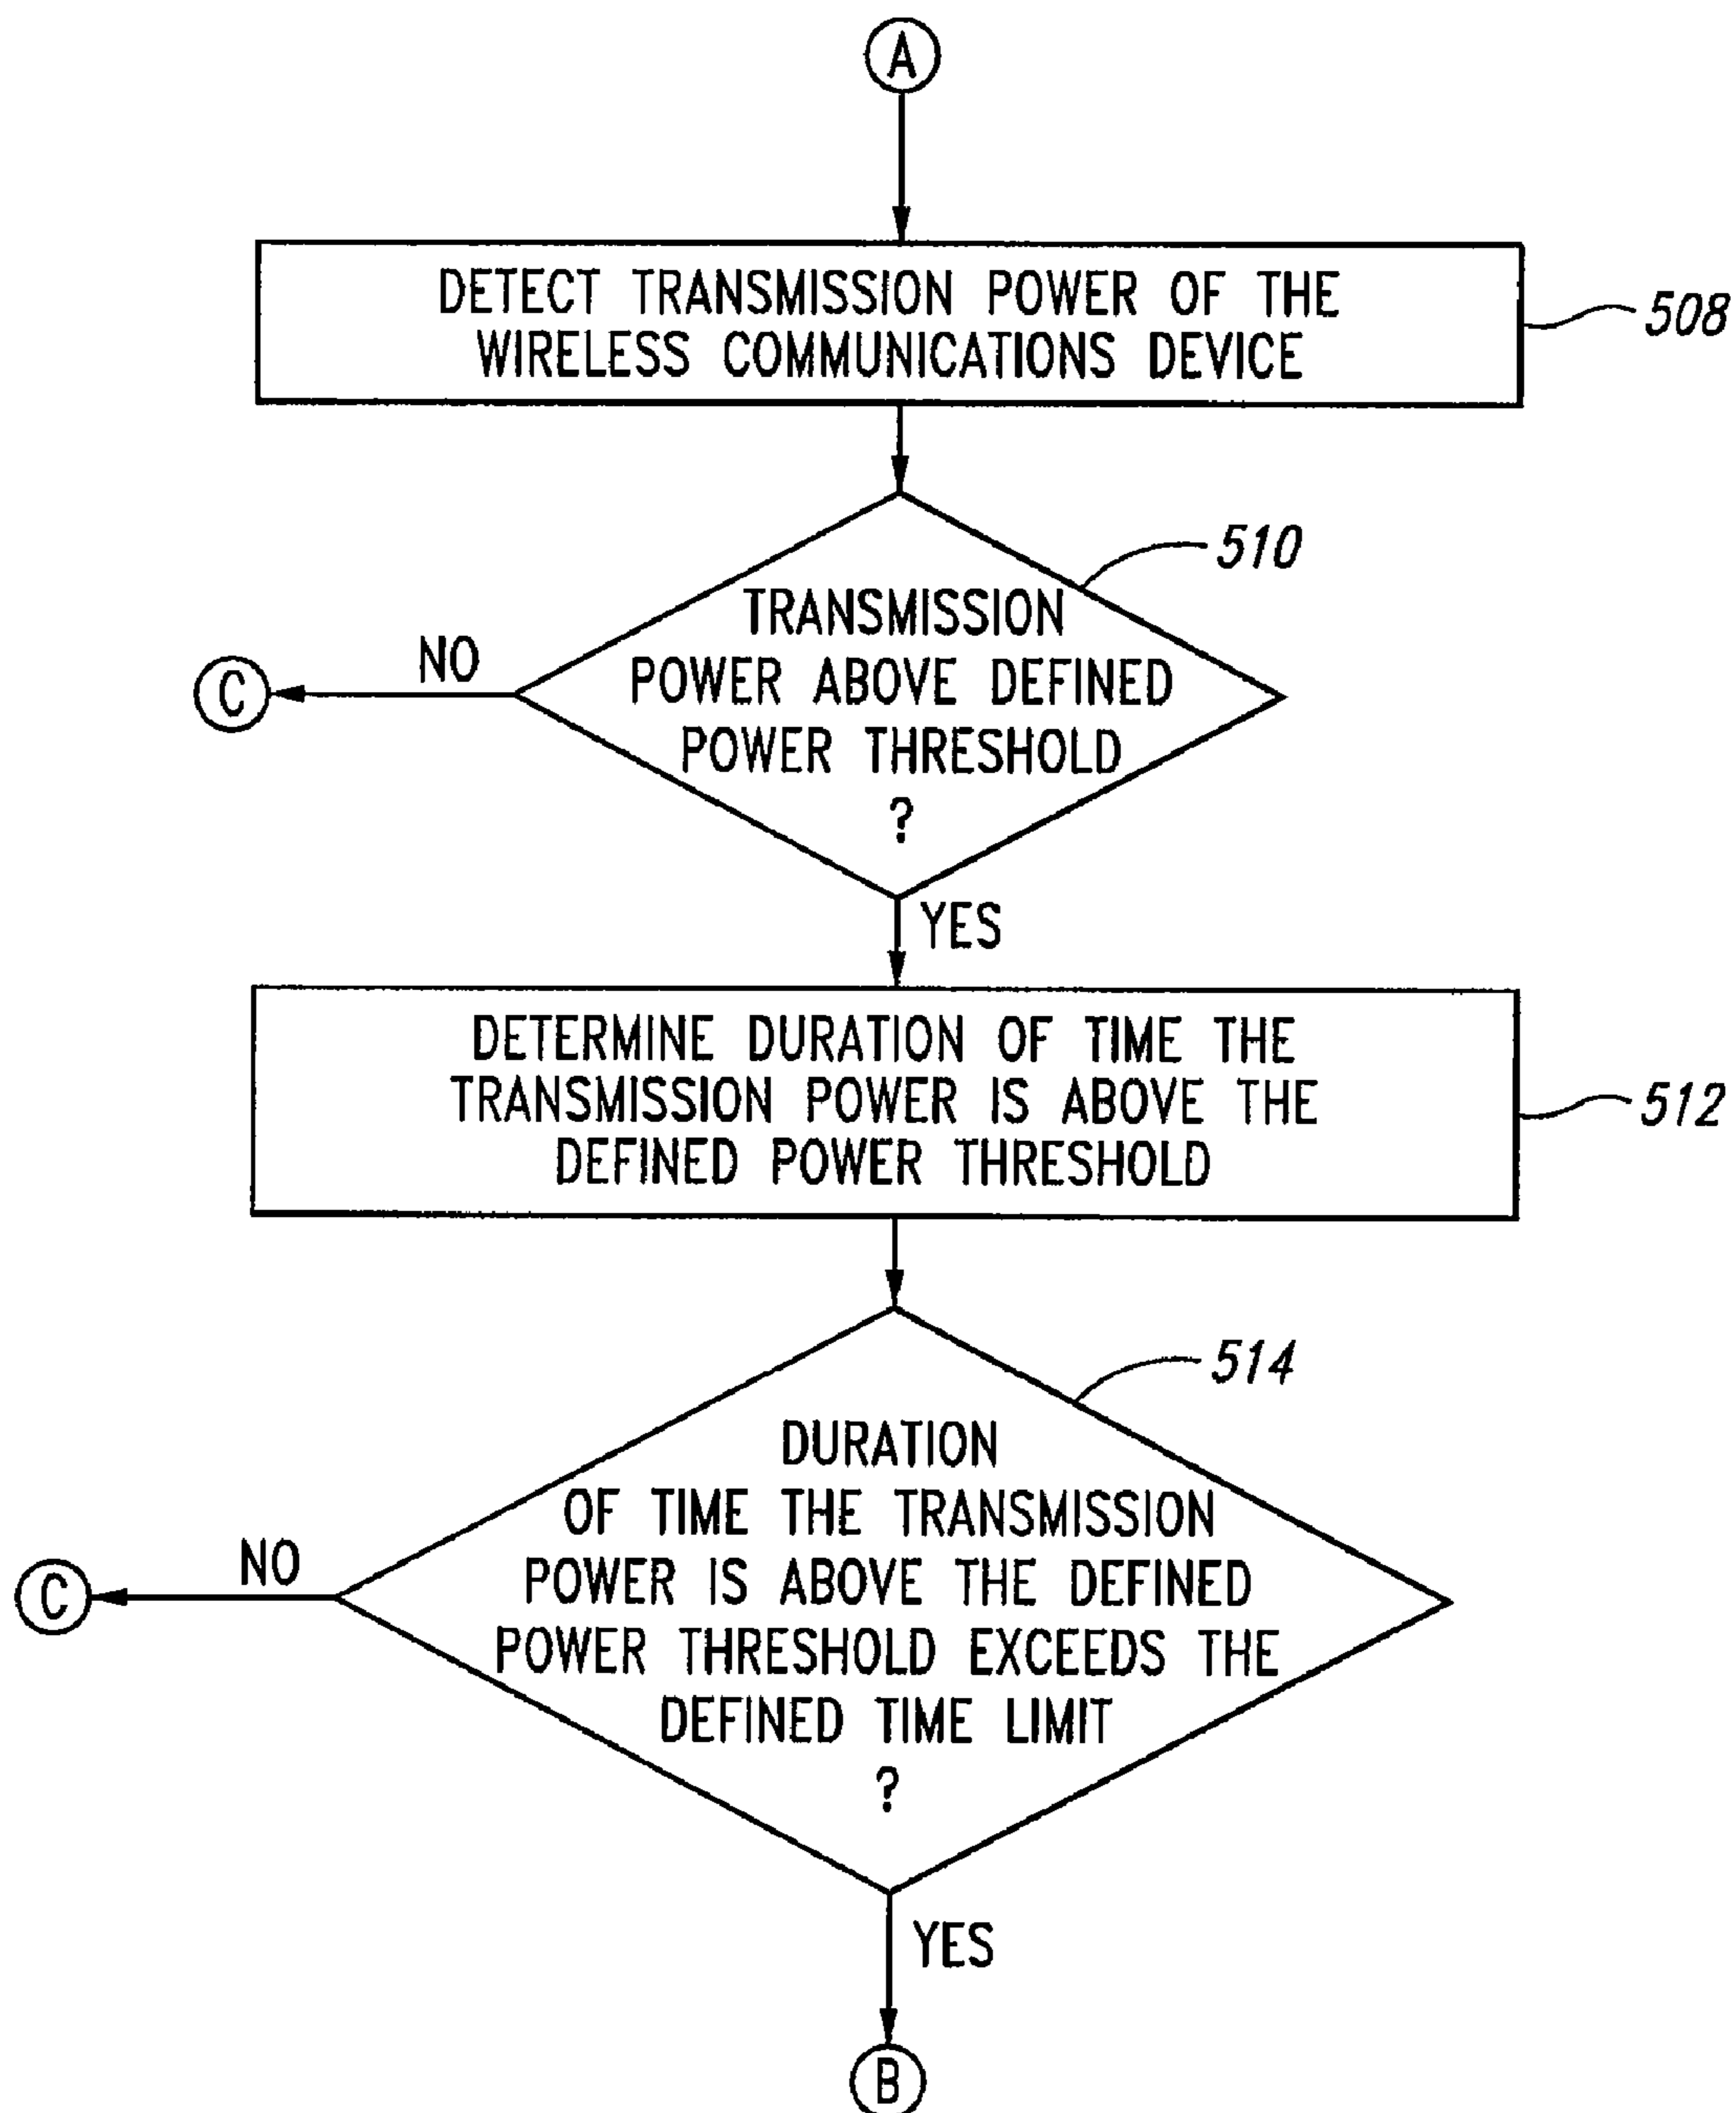 A
DETECT TRANSMISSION POWER OF THE
WIRELESS COMMUNICATIONS DEVICE
508
510
TRANSMISSION
POWER ABOVE DEFINED
POWER THRESHOLD
?
NO
C
YES
DETERMINE DURATION OF TIME THE
TRANSMISSION POWER IS ABOVE THE
DEFINED POWER THRESHOLD
512
514
DURATION
OF TIME THE TRANSMISSION
POWER IS ABOVE THE DEFINED
POWER THRESHOLD EXCEEDS THE
DEFINED TIME LIMIT
?
NO
C
YES
B